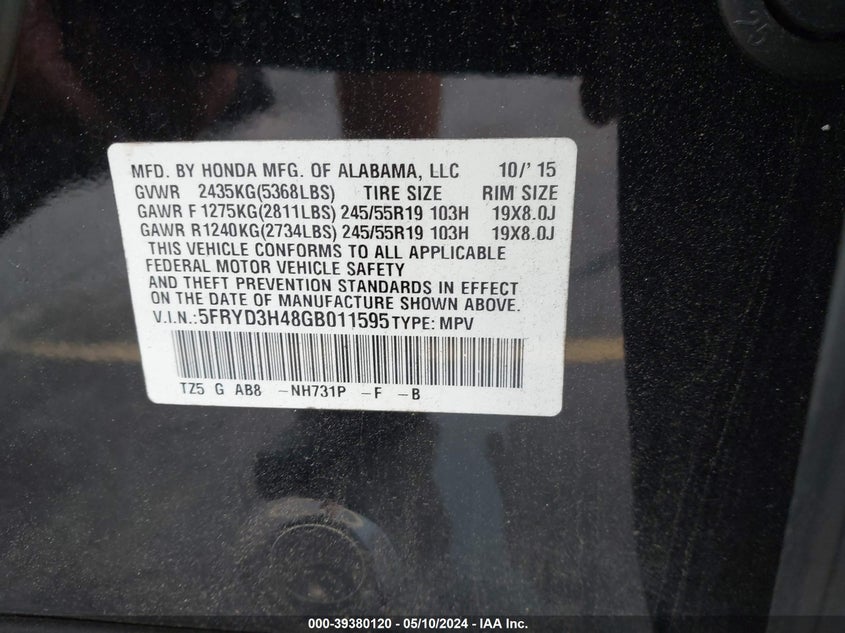 MFD. BY HONDA MFG. OF ALABAMA, LLC 10/'15
GVWR 2435KG(5368LBS) TIRE SIZE RIM SIZE
GAWR F 1275KG(2811LBS) 245/55R19 103H 19X8.0J
GAWR R1240KG(2734LBS) 245/55R19 103H 19X8.0J
THIS VEHICLE CONFORMS TO ALL APPLICABLE
FEDERAL MOTOR VEHICLE SAFETY
AND THEFT PREVENTION STANDARDS IN EFFECT
ON THE DATE OF MANUFACTURE SHOWN ABOVE.
V.I.N.:5FRYD3H48GB011595TYPE: MPV
TZ5 G AB8 -NH731P -F -B
000-39380120 — 05/10/2024 — IAA Inc.